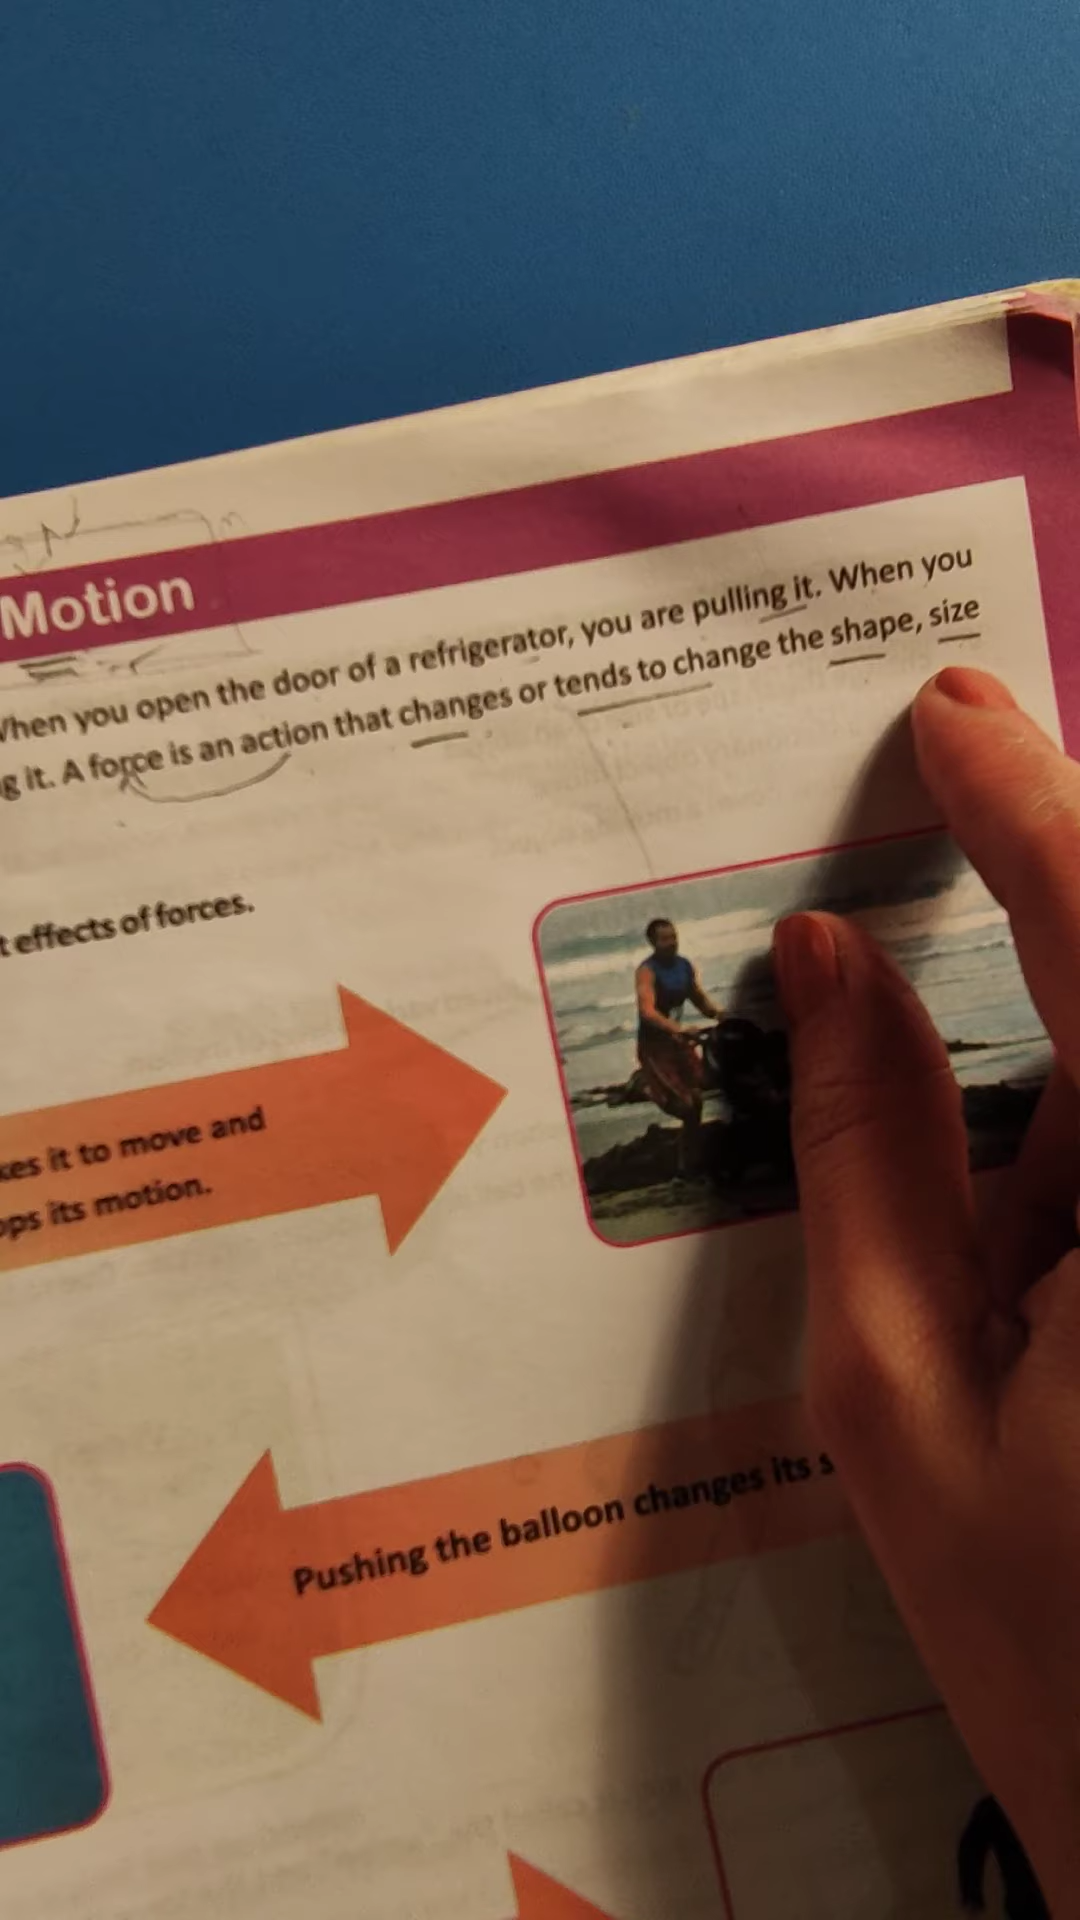 Motion
When you open the door of a refrigerator, you are pulling it. When you
g it. A force is an action that changes or tends to change the shape, size
t effects of forces.
kes it to move and
ops its motion.
Pushing the balloon changes its s